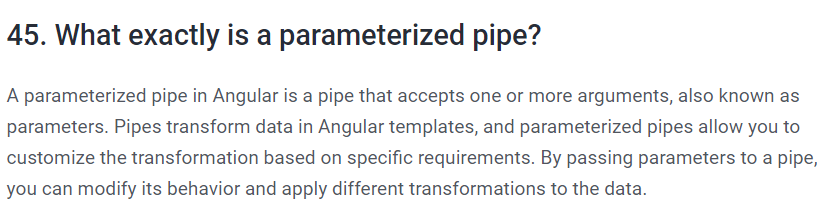 45. What exactly is a parameterized pipe?
A parameterized pipe in Angular is a pipe that accepts one or more arguments, also known as
parameters. Pipes transform data in Angular templates, and parameterized pipes allow you to
customize the transformation based on specific requirements. By passing parameters to a pipe,
you can modify its behavior and apply different transformations to the data.